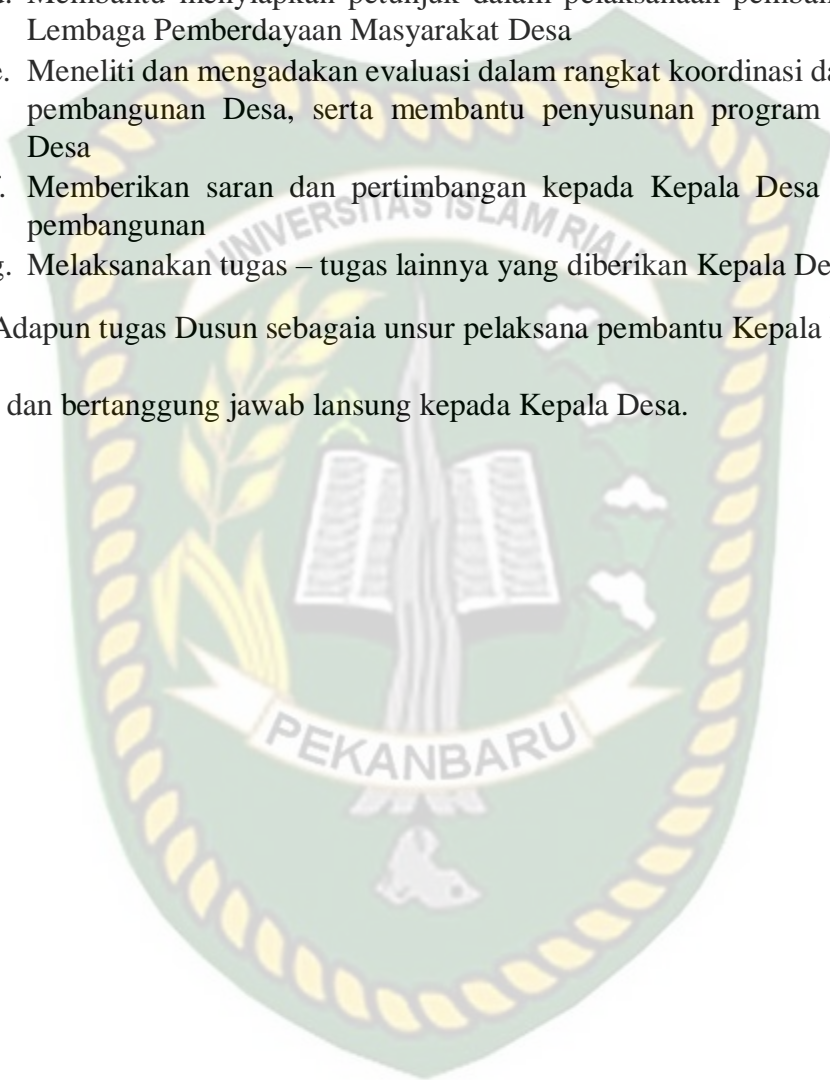 Membantu menyiapkan petunjuk dalam pelaksanaan
Lembaga Pemberdayaan Masyarakat Desa
e. Meneliti dan mengadakan evaluasi dalam rangkat koordinasi
pembangunan Desa, serta membantu penyusunan program
Desa
Memberikan saran dan pertimbangan kepada Kepala Desa
pembangunan
g. Melaksanakan tugas – tugas lainnya yang diberikan Kepala
Adapun tugas Dusun sebagaia unsur pelaksana pembantu Kepala
dan bertanggung jawab lansung kepada Kepala Desa.
UNIVERSITAS ISLAM RIAU
PEKANBARU